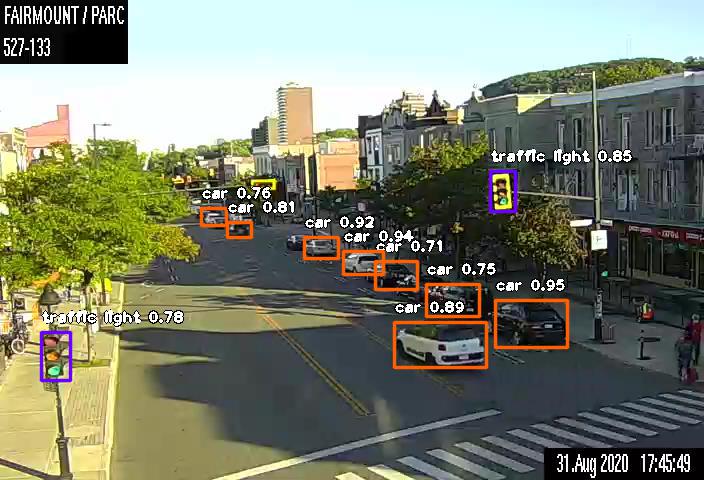 FAIRMOUNT / PARC
527-133
traffic light 0.85
car 0.76
car 0.81
car 0.92
car 0.94
car 0.71
car 0.75
car 0.95
car 0.89
traffic light 0.78
31.Aug 2020 17:45:49